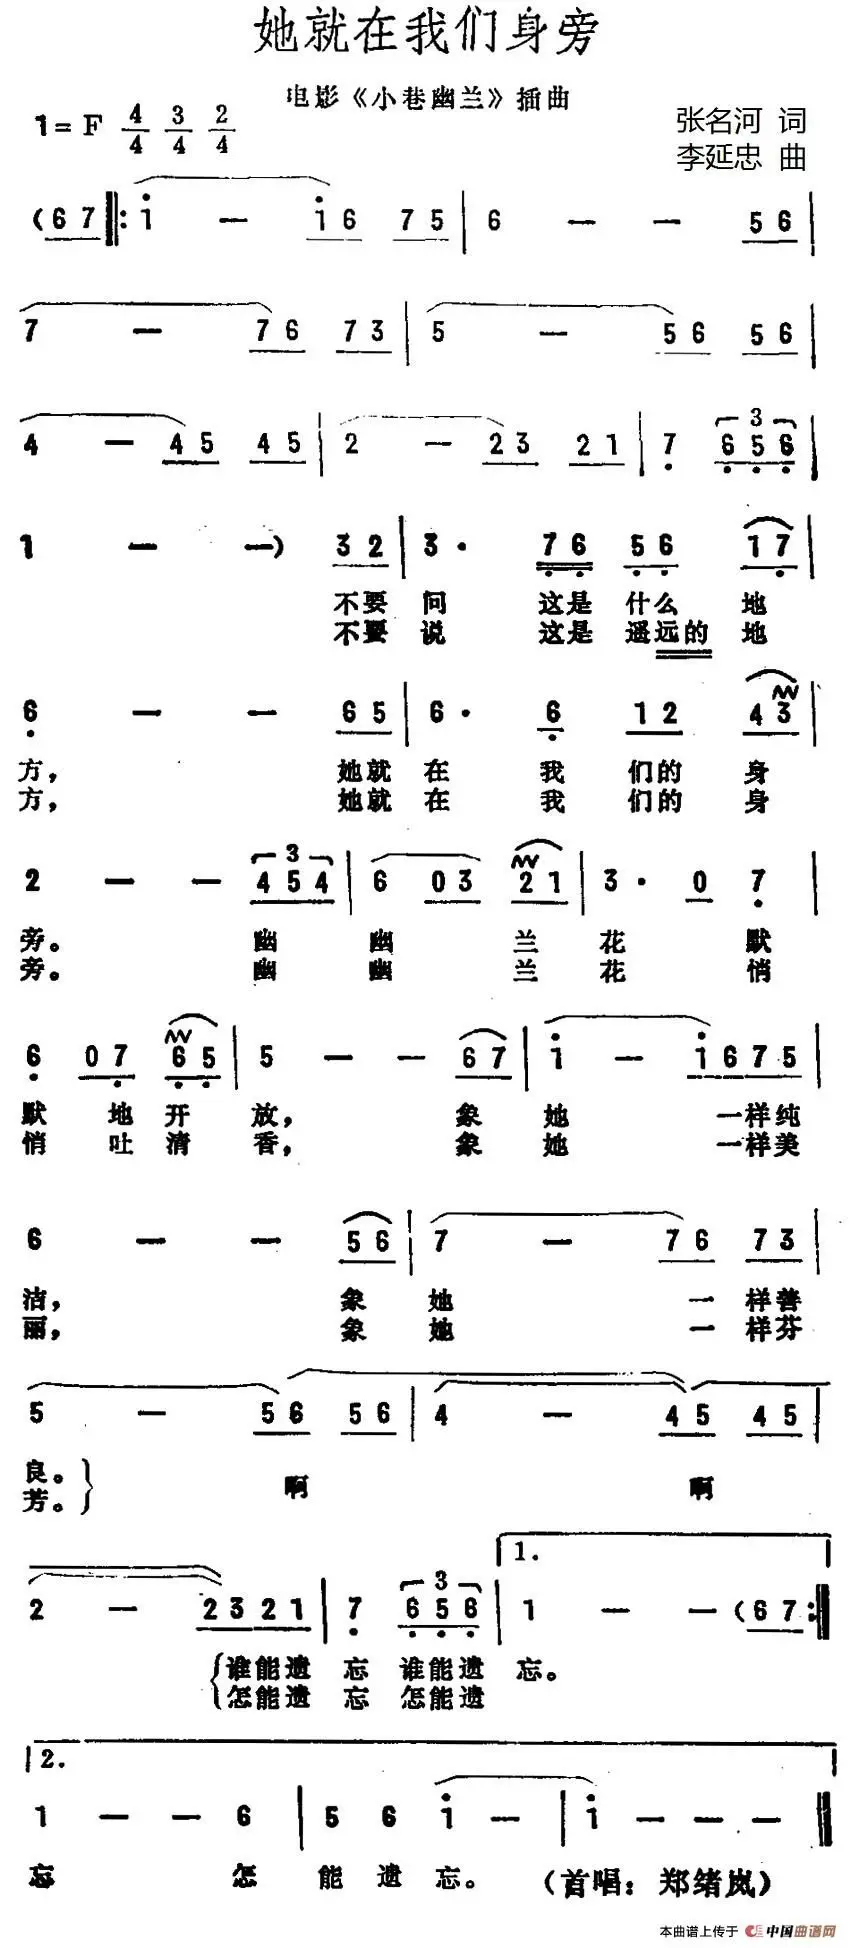 她就在我们身旁
电影《小巷幽兰》插曲
1=F 4/4 3/4 2/4
张名河 词
李延忠 曲
(6 7 ‖: i — i 6 7 5 | 6 — — 5 6 |
7 — 7 6 7 3 | 5 — 5 6 5 6 |
4 — 4 5 4 5 | 2 — 2 3 2 1 | 7 6 5 6 |
3
1 — — —) 3 2 | 3 · 7 6 5 6 1 7 |
不要 问 这是 什么 地
不要 说 这是 遥远的 地
6 — — 6 5 | 6 · 6 1 2 4 3 |
方, 她就 在 我 们的 身
方, 她就 在 我 们的 身
3
2 — — 4 5 4 | 6 0 3 2 1 | 3 · 0 7 |
旁。 幽 幽 兰 花 默
旁。 幽 幽 兰 花 悄
6 0 7 6 5 | 5 — — 6 7 | i — i 6 7 5 |
默 地 开 放, 象 她 一样纯
悄 吐 清 香, 象 她 一样美
6 — — 5 6 | 7 — 7 6 7 3 |
洁, 象 她 一 样善
丽, 象 她 一 样芬
5 — 5 6 5 6 | 4 — 4 5 4 5 |
良。 啊 啊
芳。
1.
2 — 2 3 2 1 | 7 6 5 6 | 1 — — (6 7 :‖
3
谁能遗 忘 谁能遗 忘。
怎能遗 忘 怎能遗
2.
1 — — 6 | 5 6 i — | i — — — ‖
忘 怎 能 遗 忘。 (首唱: 郑绪岚)
本曲谱上传于 中国曲谱网